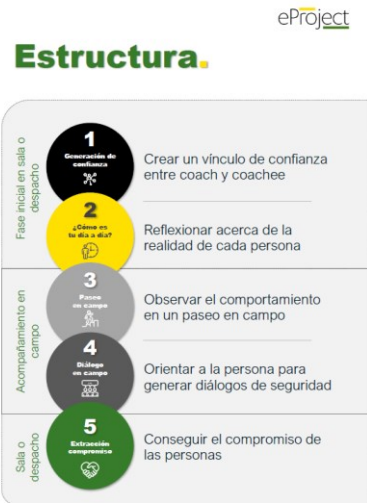 eProject
Estructura.
Fase inicial en sala o
despacho
1
Generación de
confianza
Crear un vínculo de confianza
entre coach y coachee
2
¿Cómo es
tu día a día?
Reflexionar acerca de la
realidad de cada persona
Acompañamiento en
campo
3
Paseo
en campo
Observar el comportamiento
en un paseo en campo
4
Diálogo
en campo
Orientar a la persona para
generar diálogos de seguridad
Sala o
despacho
5
Extracción
compromiso
Conseguir el compromiso de
las personas